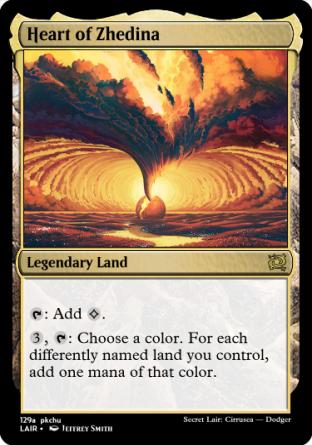 Heart of Zhedina
Legendary Land
: Add .
3, : Choose a color. For each
differently named land you control,
add one mana of that color.
129a pkchu
Secret Lair: Cirrusea — Dodger
LAIR • Jeffrey Smith